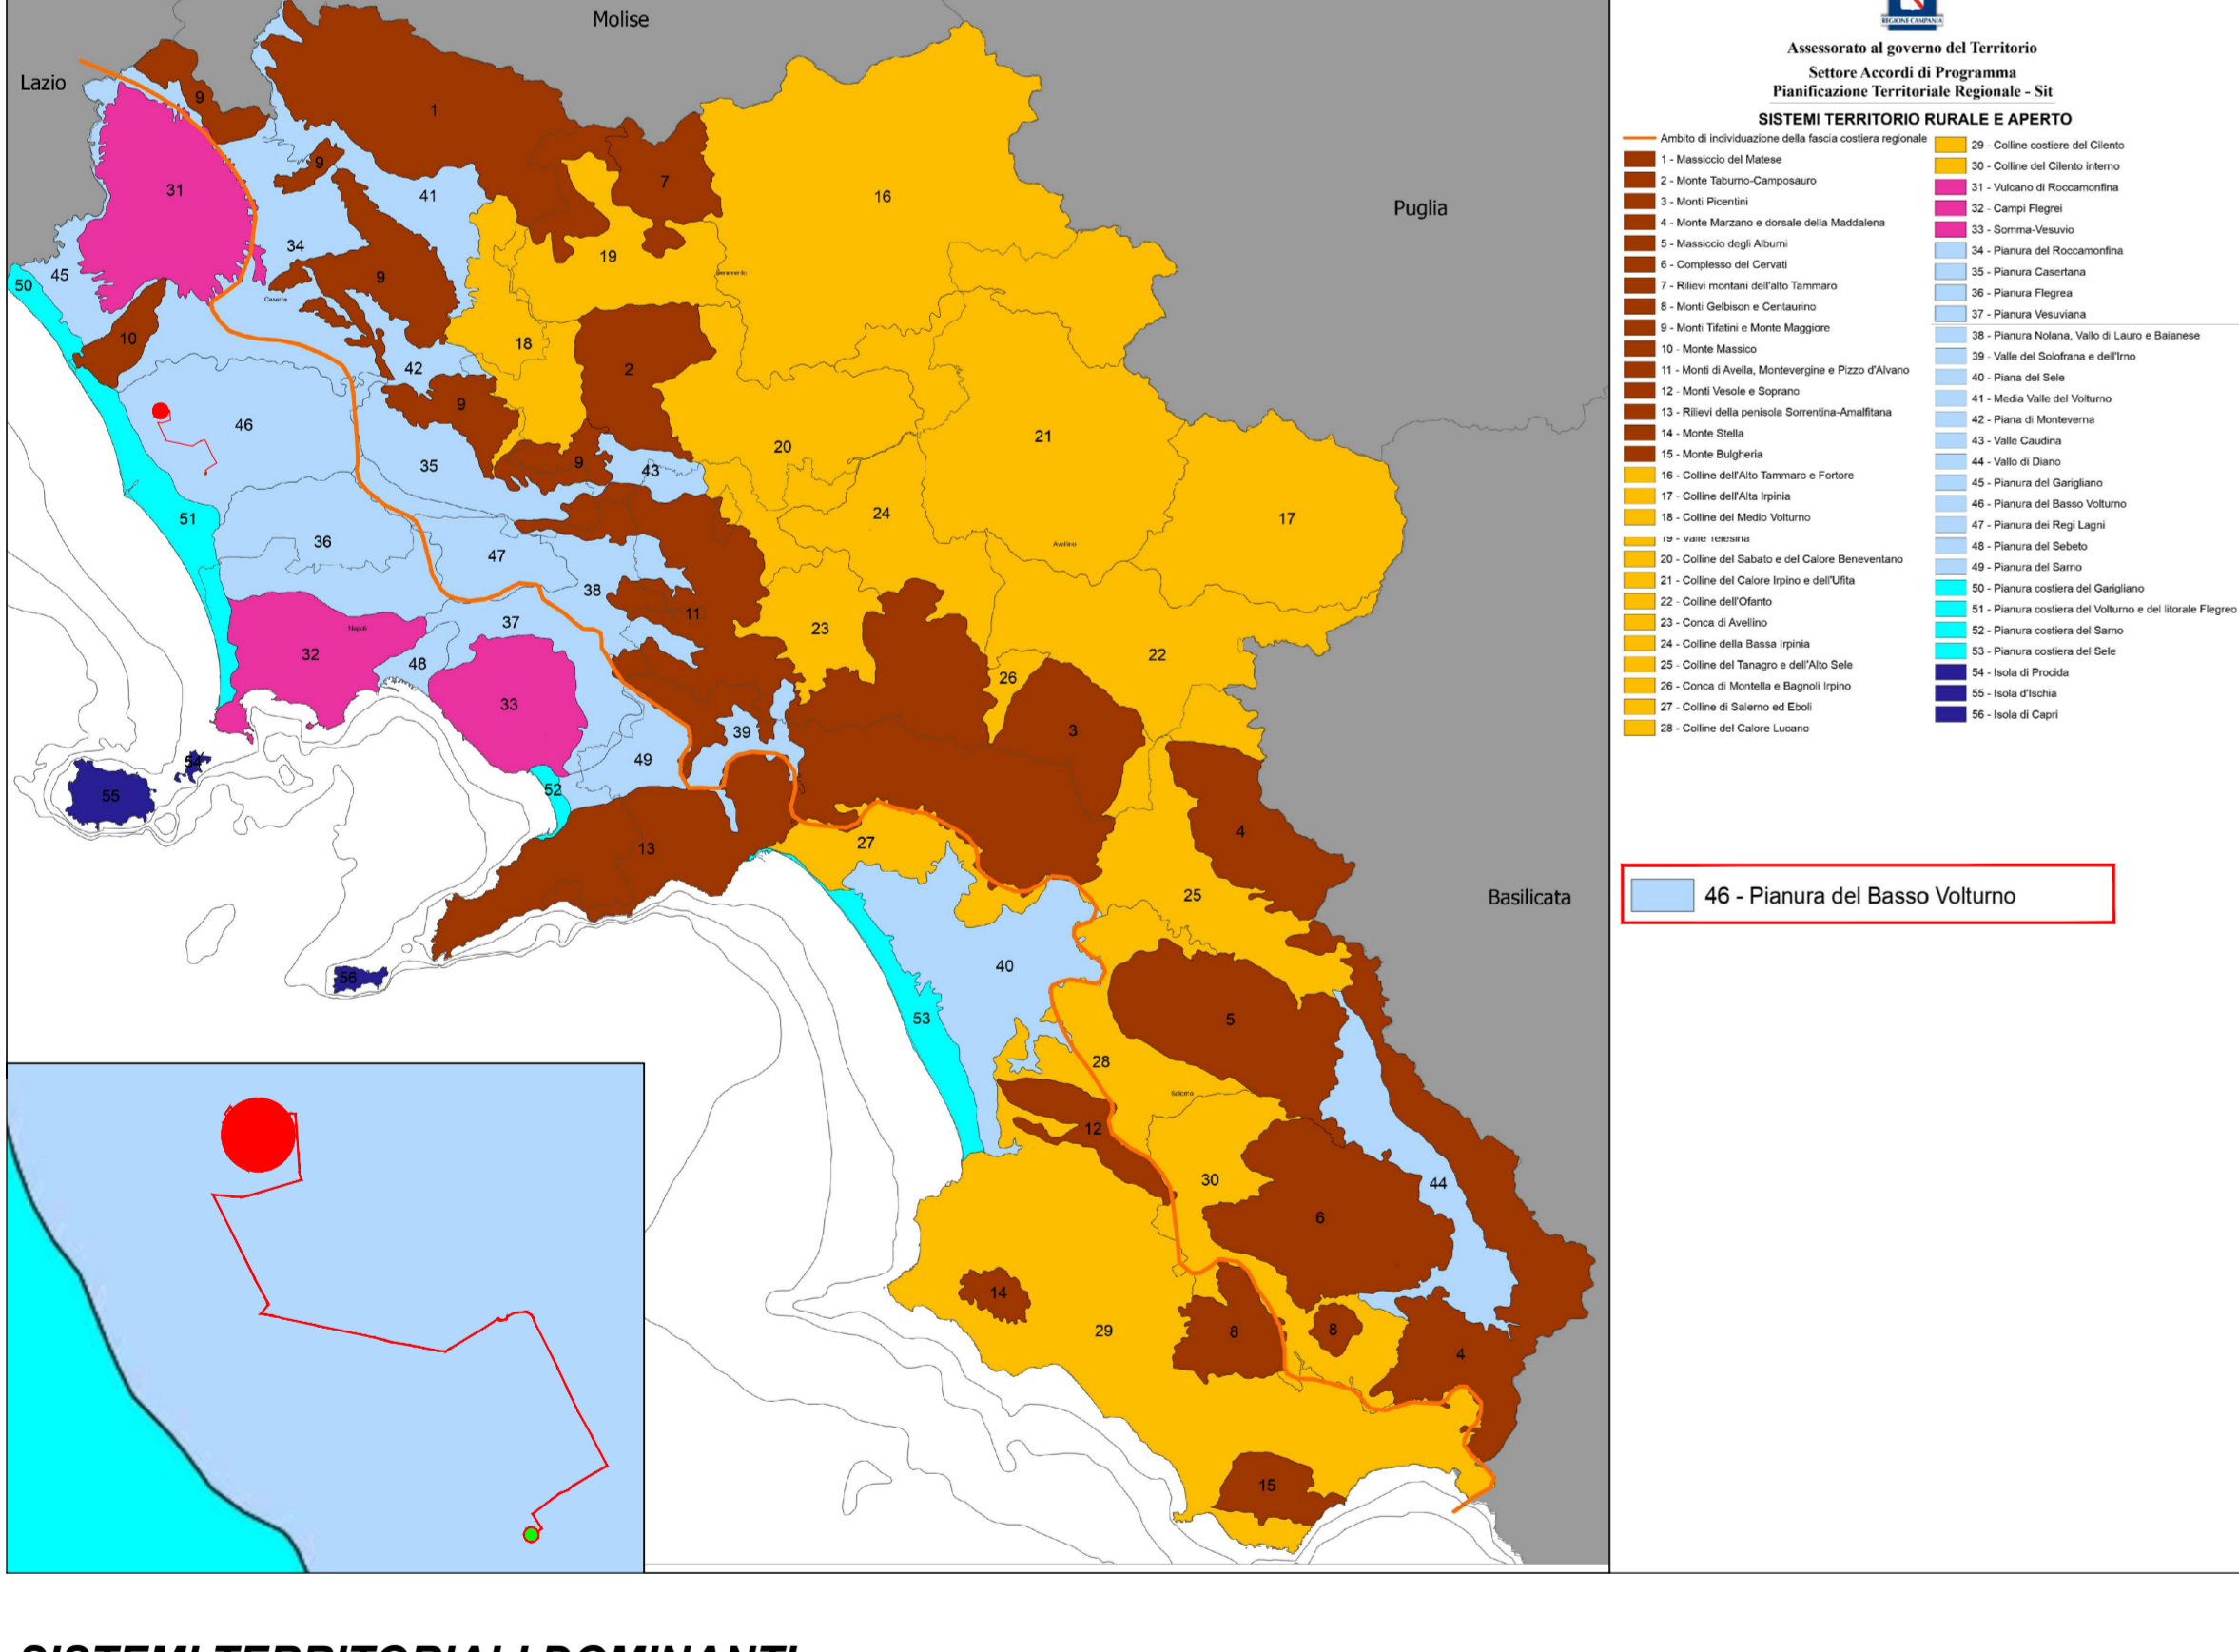 Molise
Lazio
Puglia
Basilicata
9
1
9
31
41
7
16
34
19
45
50
9
Benevento
Caserta
10
18
42
2
9
46
35
9
43
20
21
51
24
17
36
47
Avellino
38
11
37
Napoli
32
48
23
22
26
33
39
3
49
54
55
52
13
27
4
25
56
40
53
5
28
Salerno
12
30
44
6
14
29
8
8
4
15
REGIONE CAMPANIA
Assessorato al governo del Territorio
Settore Accordi di Programma
Pianificazione Territoriale Regionale - Sit
SISTEMI TERRITORIO RURALE E APERTO
Ambito di individuazione della fascia costiera regionale
1 - Massiccio del Matese
2 - Monte Taburno-Camposauro
3 - Monti Picentini
4 - Monte Marzano e dorsale della Maddalena
5 - Massiccio degli Alburni
6 - Complesso del Cervati
7 - Rilievi montani dell'alto Tammaro
8 - Monti Gelbison e Centaurino
9 - Monti Tifatini e Monte Maggiore
10 - Monte Massico
11 - Monti di Avella, Montevergine e Pizzo d'Alvano
12 - Monti Vesole e Soprano
13 - Rilievi della penisola Sorrentina-Amalfitana
14 - Monte Stella
15 - Monte Bulgheria
16 - Colline dell'Alto Tammaro e Fortore
17 - Colline dell'Alta Irpinia
18 - Colline del Medio Volturno
19 - Valle Telesina
20 - Colline del Sabato e del Calore Beneventano
21 - Colline del Calore Irpino e dell'Ufita
22 - Colline dell'Ofanto
23 - Conca di Avellino
24 - Colline della Bassa Irpinia
25 - Colline del Tanagro e dell'Alto Sele
26 - Conca di Montella e Bagnoli Irpino
27 - Colline di Salerno ed Eboli
28 - Colline del Calore Lucano
29 - Colline costiere del Cilento
30 - Colline del Cilento interno
31 - Vulcano di Roccamonfina
32 - Campi Flegrei
33 - Somma-Vesuvio
34 - Pianura del Roccamonfina
35 - Pianura Casertana
36 - Pianura Flegrea
37 - Pianura Vesuviana
38 - Pianura Nolana, Vallo di Lauro e Baianese
39 - Valle del Solofrana e dell'Irno
40 - Piana del Sele
41 - Media Valle del Volturno
42 - Piana di Monteverna
43 - Valle Caudina
44 - Vallo di Diano
45 - Pianura del Garigliano
46 - Pianura del Basso Volturno
47 - Pianura dei Regi Lagni
48 - Pianura del Sebeto
49 - Pianura del Sarno
50 - Pianura costiera del Garigliano
51 - Pianura costiera del Volturno e del litorale Flegreo
52 - Pianura costiera del Sarno
53 - Pianura costiera del Sele
54 - Isola di Procida
55 - Isola d'Ischia
56 - Isola di Capri
46 - Pianura del Basso Volturno
SISTEMI TERRITORIALI DOMINANTI